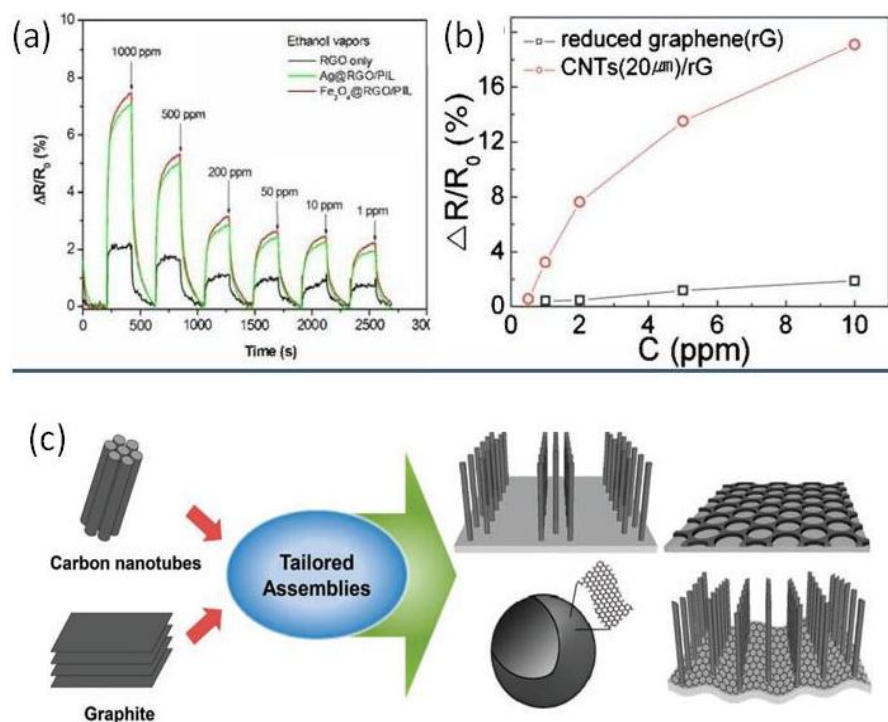 (a)
10
8
6
4
2
0
ΔR/R₀ (%)
Ethanol vapors
RGO only
Ag@RGO/PIL
Fe₃O₄@RGO/PIL
1000 ppm
500 ppm
200 ppm
50 ppm
10 ppm
1 ppm
0 500 1000 1500 2000 2500 300
Time (s)
(b)
16
12
8
4
0
△R/R₀ (%)
reduced graphene(rG)
CNTs(20㎛)/rG
0 2 4 6 8 10
C (ppm)
(c)
Carbon nanotubes
Graphite
Tailored
Assemblies